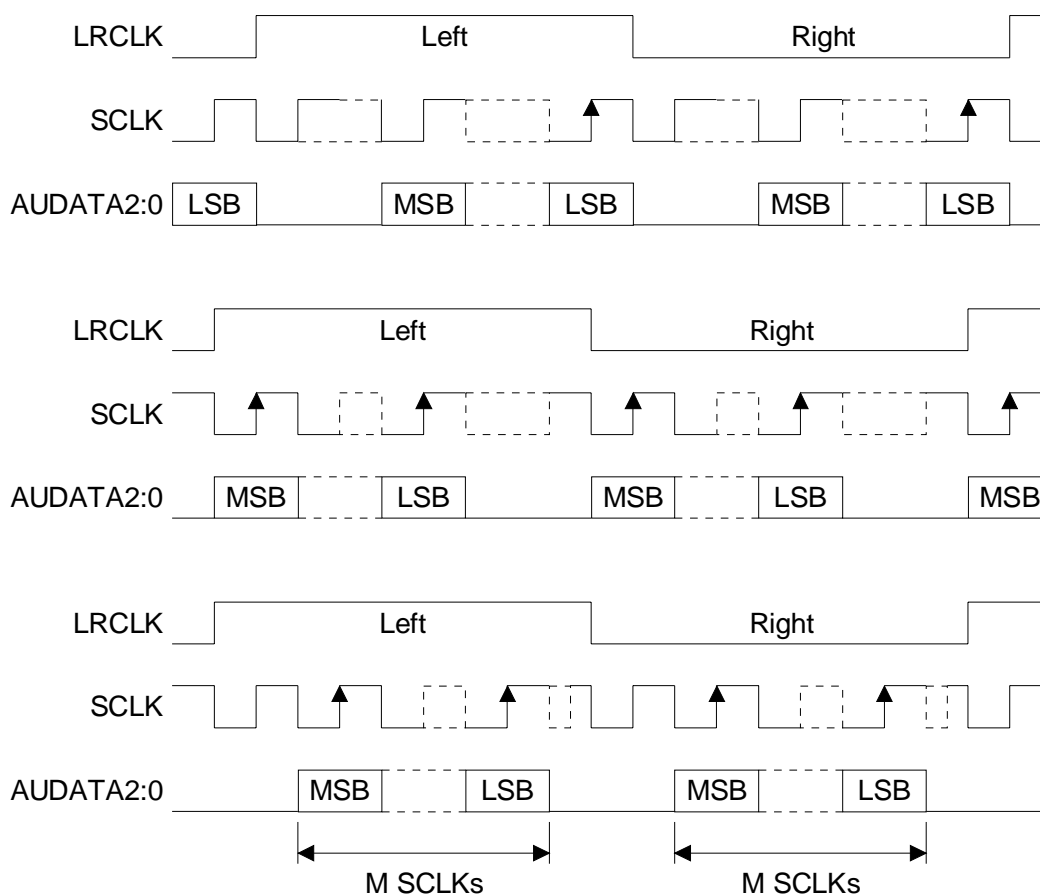 LRCLK Left Right
SCLK
AUDATA2:0 LSB MSB LSB MSB LSB
LRCLK Left Right
SCLK
AUDATA2:0 MSB LSB MSB LSB MSB
LRCLK Left Right
SCLK
AUDATA2:0 MSB LSB MSB LSB
M SCLKs M SCLKs